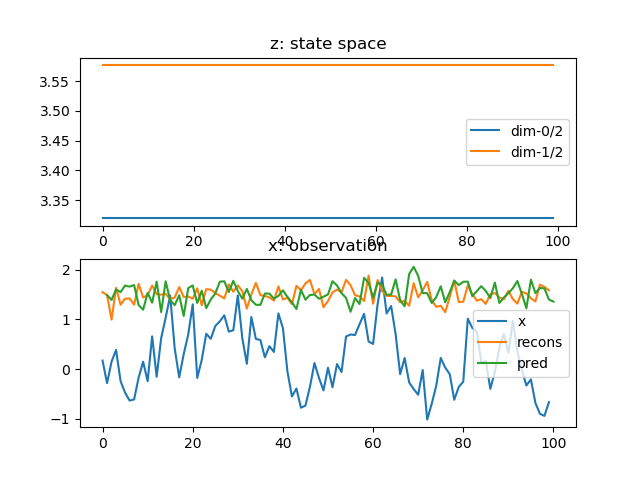 z: state space
3.55
3.50
3.45
3.40
3.35
dim-0/2
dim-1/2
0 20 40 60 80 100
x: observation
2
1
0
−1
x
recons
pred
0 20 40 60 80 100